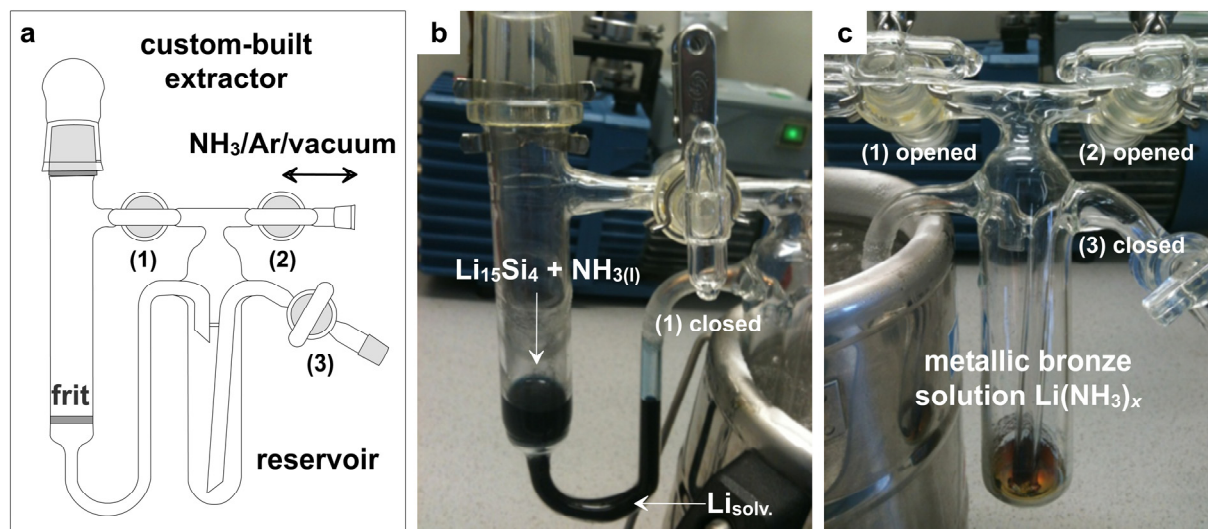 a
custom-built
extractor
NH₃/Ar/vacuum
(1)
(2)
(3)
frit
reservoir
b
Li₁₅Si₄ + NH₃₍ₗ₎
(1) closed
Liₛₒₗᵥ.
c
(1) opened
(2) opened
(3) closed
metallic bronze
solution Li(NH₃)ₓ